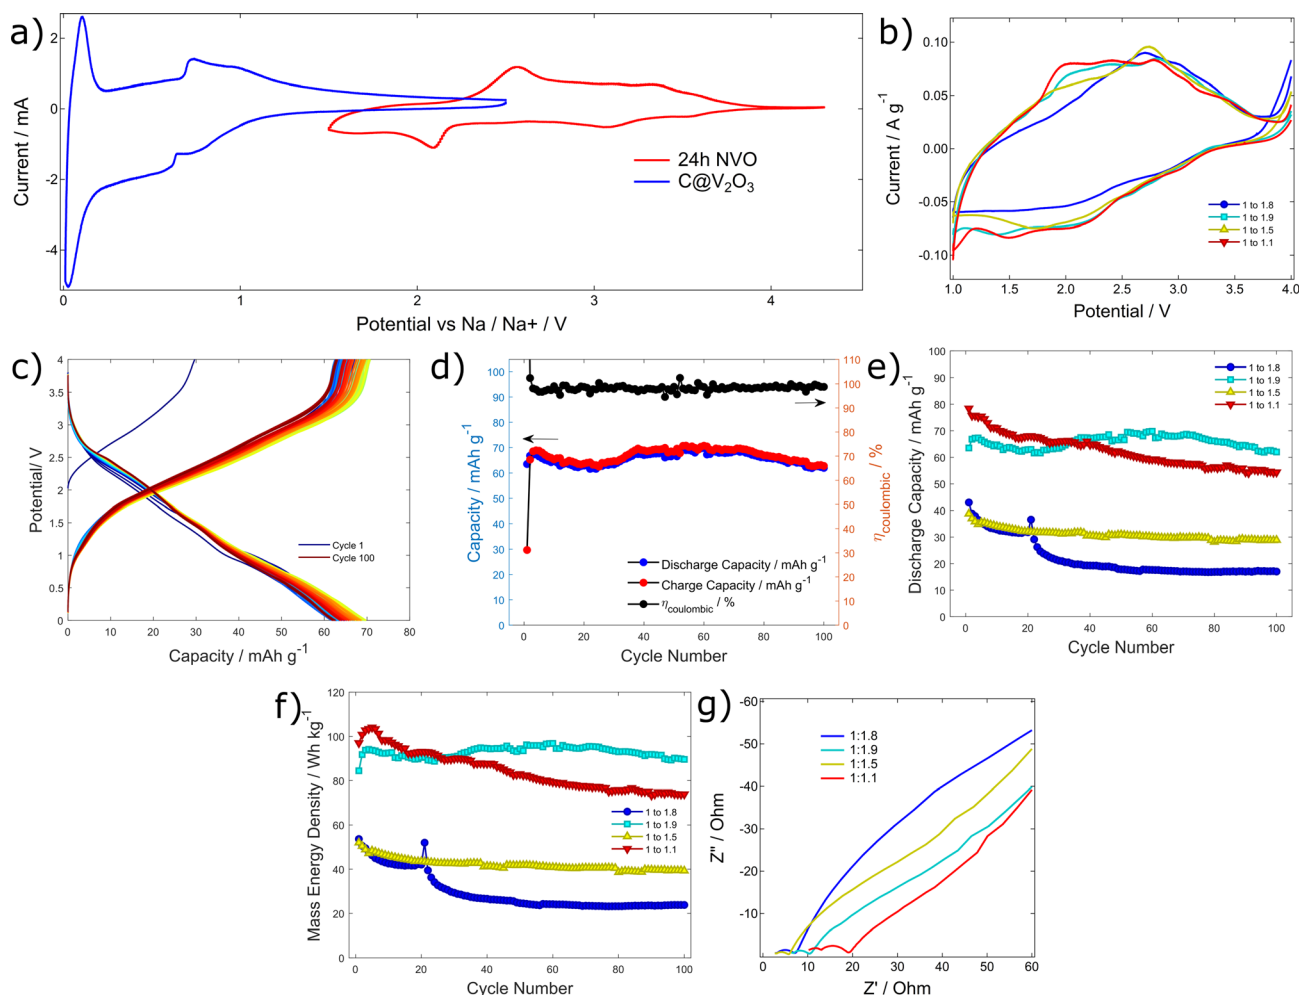 a)
Current / mA
2
0
-2
-4
0
1
2
3
4
Potential vs Na / Na+ / V
24h NVO
C@V₂O₃
b)
Current / A g⁻¹
0.10
0.05
0.00
-0.05
-0.10
1.0
1.5
2.0
2.5
3.0
3.5
4.0
Potential / V
1 to 1.8
1 to 1.9
1 to 1.5
1 to 1.1
c)
Potential/ V
4
3.5
3
2.5
2
1.5
1
0.5
0
0
10
20
30
40
50
60
70
80
Capacity / mAh g⁻¹
Cycle 1
Cycle 100
d)
Capacity / mAh g⁻¹
100
90
80
70
60
50
40
30
20
10
0
0
20
40
60
80
100
Cycle Number
110
100
90
80
70
60
50
40
30
20
10
0
η coulombic / %
Discharge Capacity / mAh g⁻¹
Charge Capacity / mAh g⁻¹
η coulombic / %
e)
Discharge Capacity / mAh g⁻¹
100
90
80
70
60
50
40
30
20
10
0
0
20
40
60
80
100
Cycle Number
1 to 1.8
1 to 1.9
1 to 1.5
1 to 1.1
f)
Mass Energy Density / Wh kg⁻¹
120
100
80
60
40
20
0
0
20
40
60
80
100
Cycle Number
1 to 1.8
1 to 1.9
1 to 1.5
1 to 1.1
g)
Z'' / Ohm
-60
-50
-40
-30
-20
-10
0
10
20
30
40
50
60
Z' / Ohm
1:1.8
1:1.9
1:1.5
1:1.1